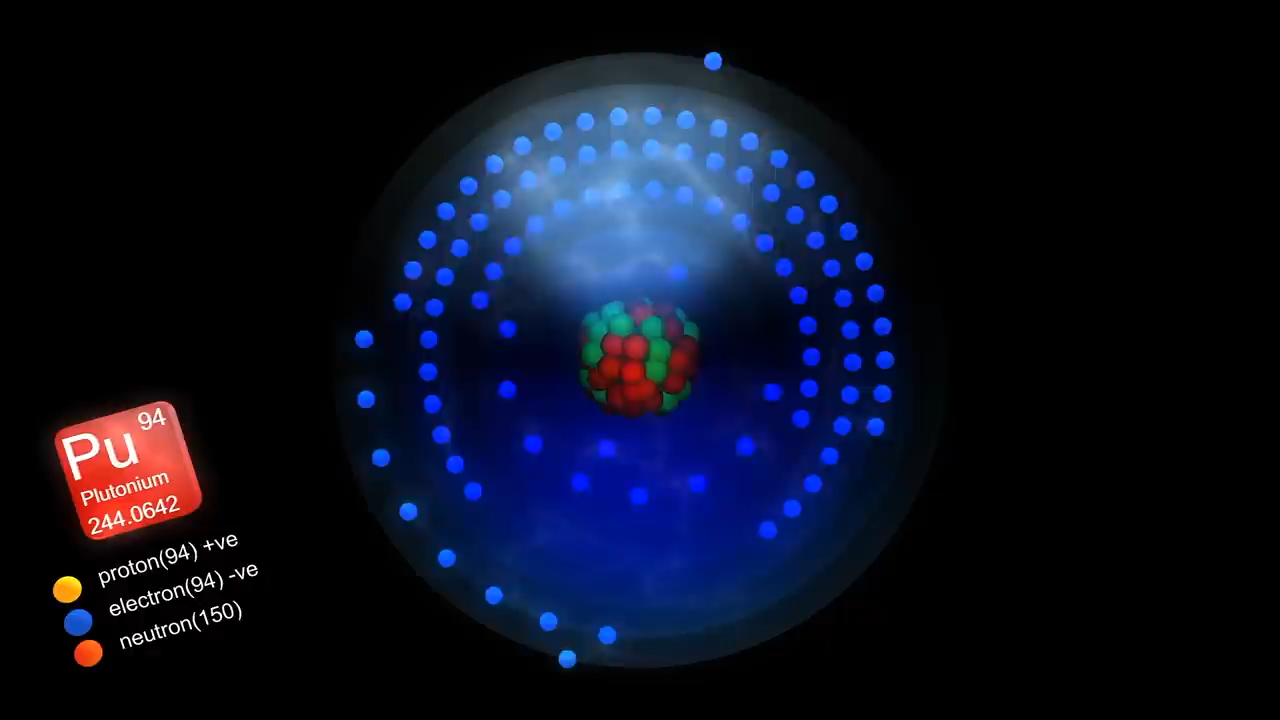 94
Pu
Plutonium
244.0642
proton(94) +ve
electron(94) -ve
neutron(150)